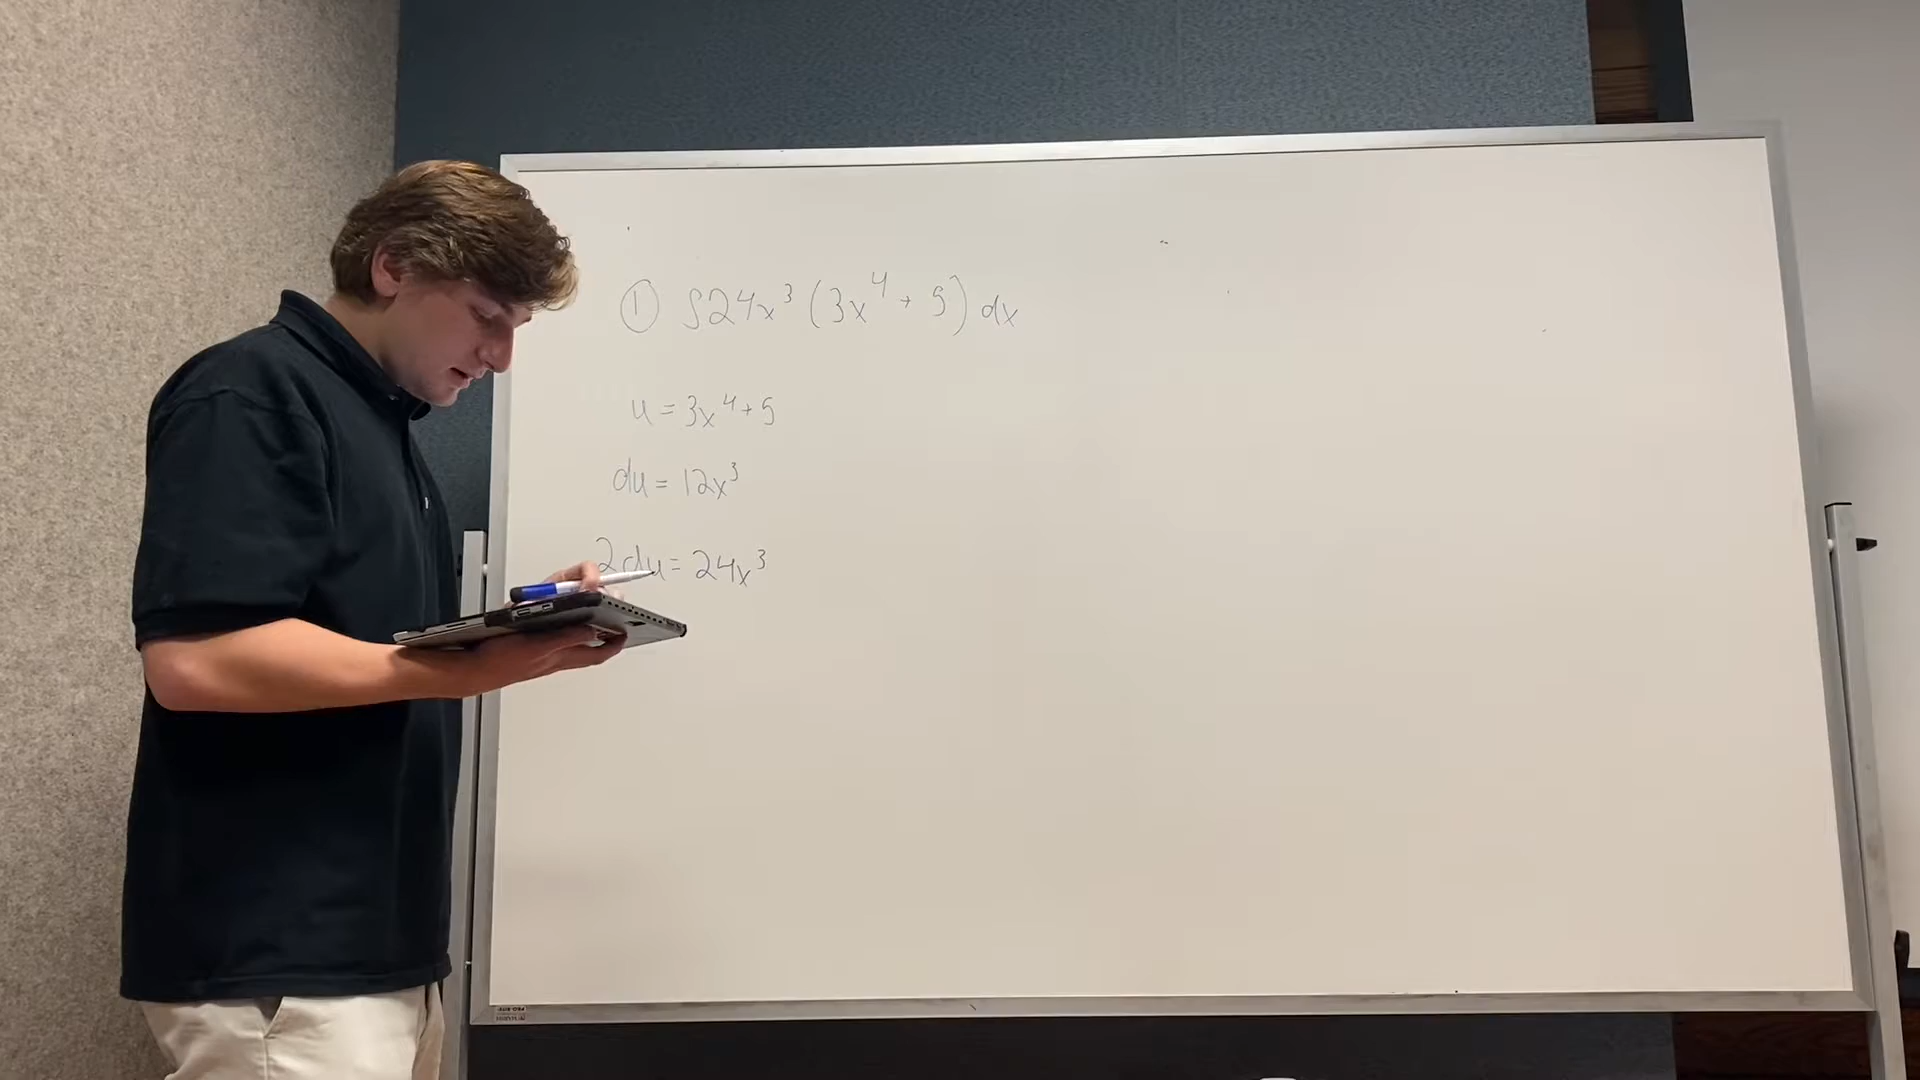 ① ∫24x³(3x⁴+5)dx
u=3x⁴+5
du=12x³
2du=24x³